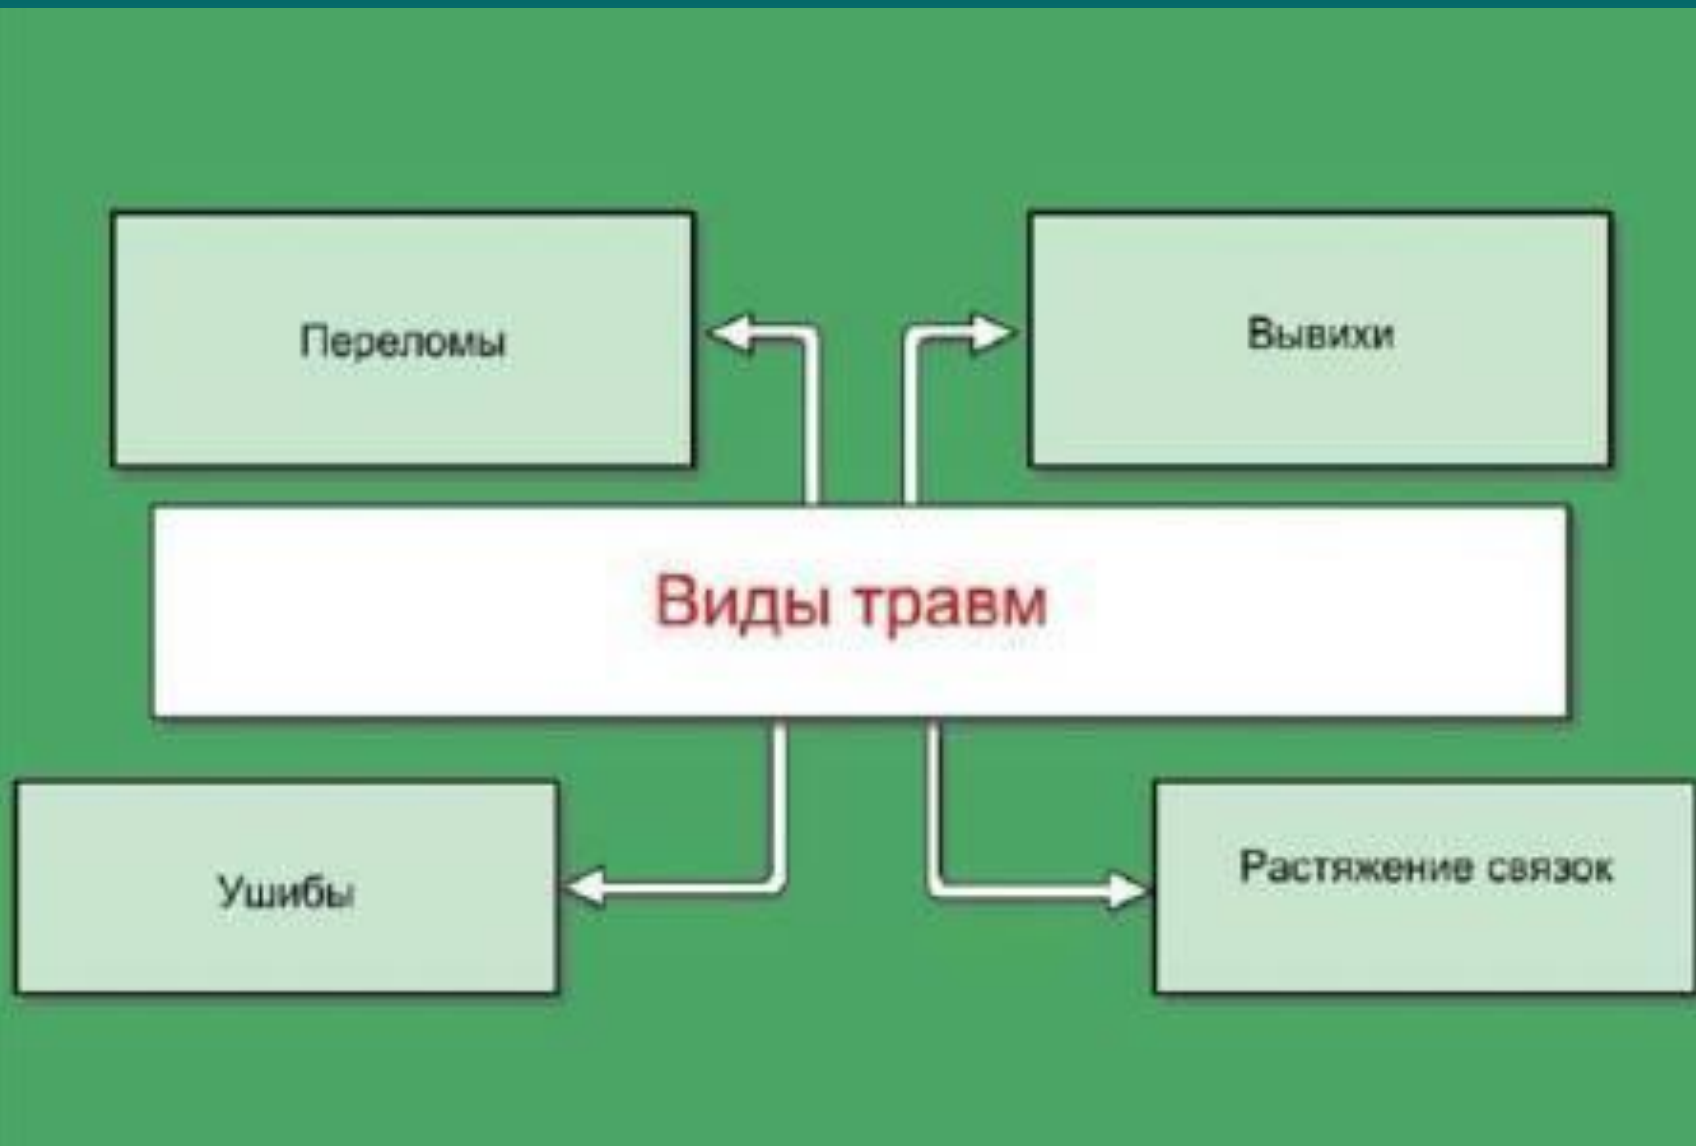 Переломы
Вывихи
Виды травм
Ушибы
Растяжение связок